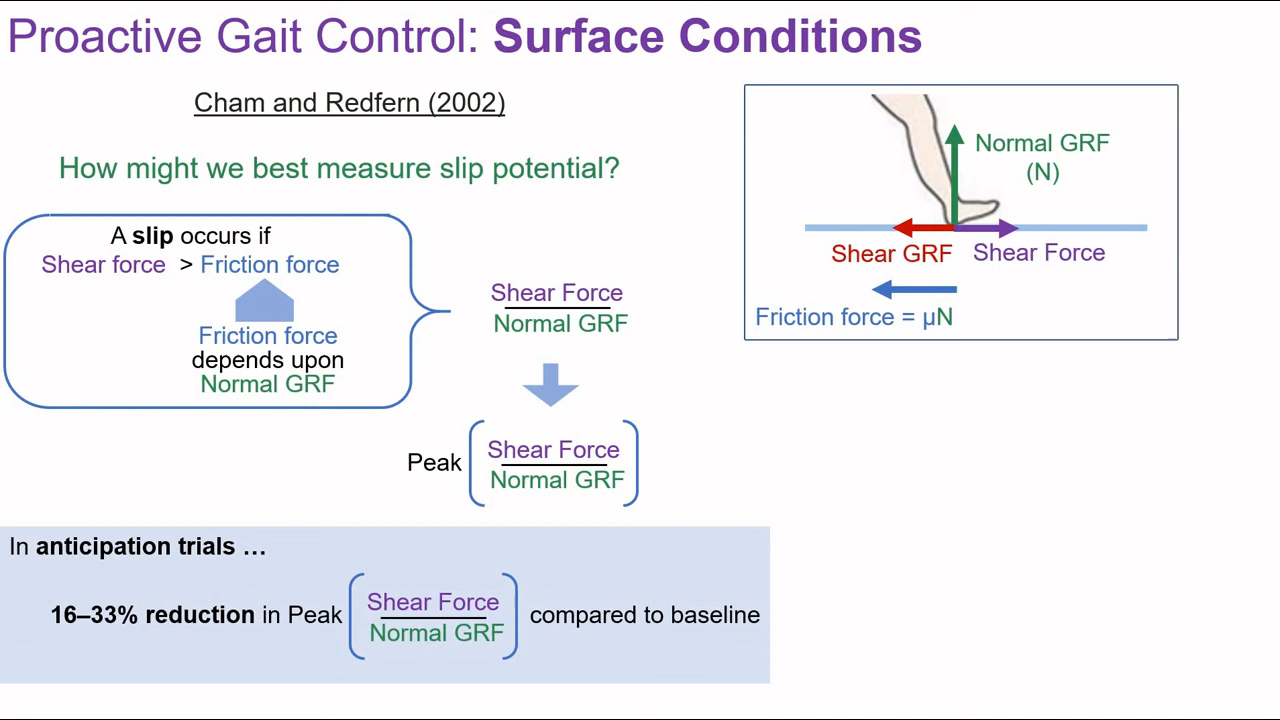 Proactive Gait Control: Surface Conditions
Cham and Redfern (2002)
How might we best measure slip potential?
A slip occurs if
Shear force > Friction force
Friction force
depends upon
Normal GRF
Shear Force
Normal GRF
Peak
Shear Force
Normal GRF
Normal GRF
(N)
Shear GRF
Shear Force
Friction force = μN
In anticipation trials …
16–33% reduction in Peak
Shear Force
Normal GRF
compared to baseline